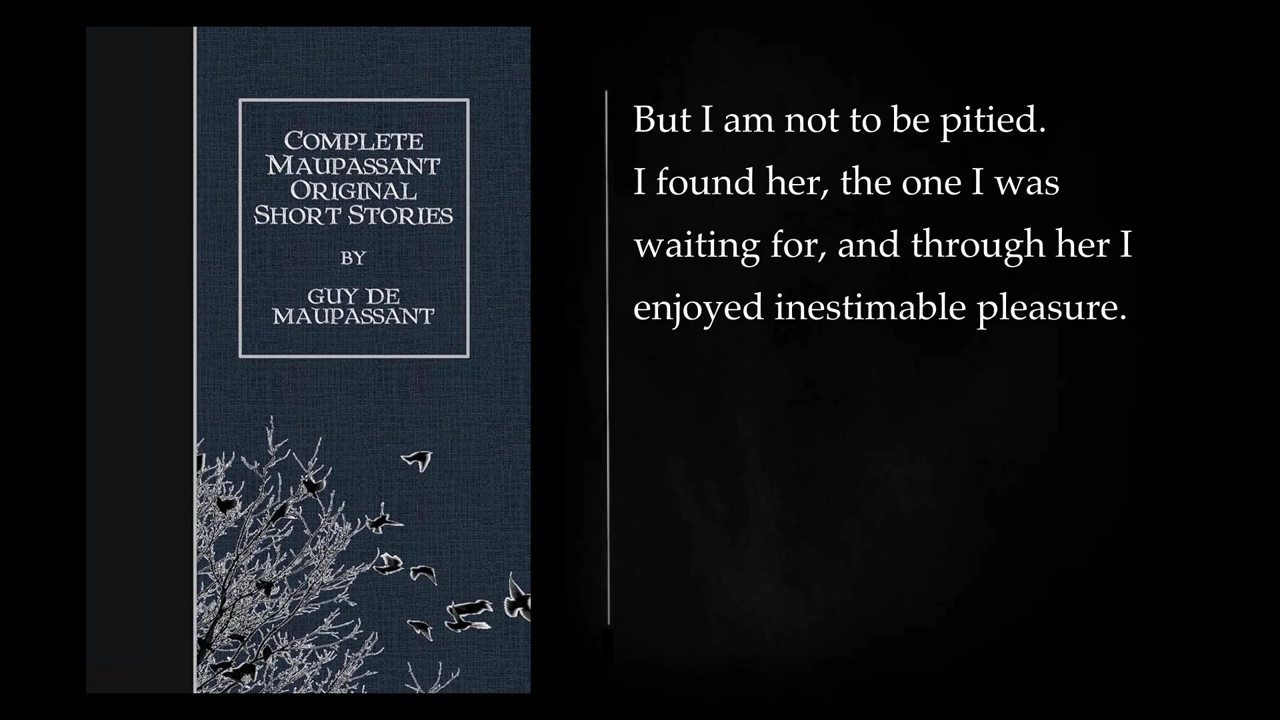 COMPLETE
MAUPASSANT
ORIGINAL
SHORT STORIES
BY
GUY DE
MAUPASSANT
But I am not to be pitied.
I found her, the one I was
waiting for, and through her I
enjoyed inestimable pleasure.